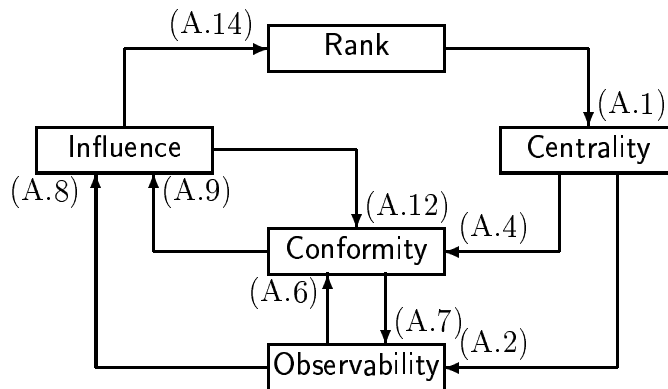 (A.14)
Rank
(A.1)
Influence
Centrality
(A.8)
(A.9)
(A.12)
(A.4)
Conformity
(A.6)
(A.7)
(A.2)
Observability